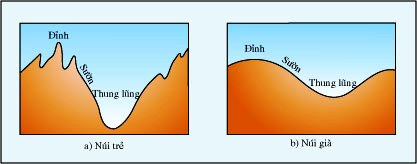 Đỉnh
Sườn
Thung lũng
a) Núi trẻ
Đỉnh
Sườn
Thung lũng
b) Núi già